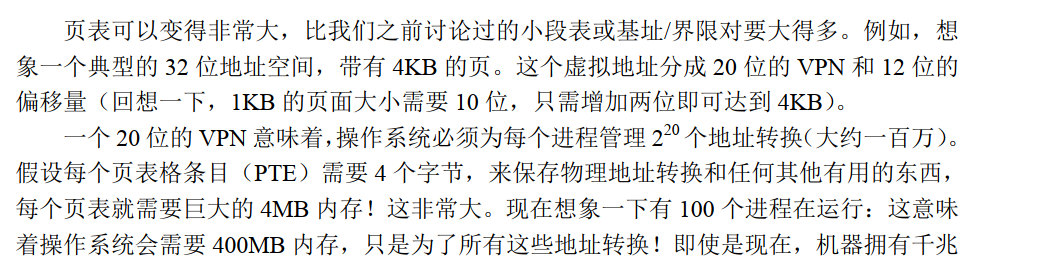 页表可以变得非常大，比我们之前讨论过的小段表或基址/界限对要大得多。例如，想
象一个典型的 32 位地址空间，带有 4KB 的页。这个虚拟地址分成 20 位的 VPN 和 12 位的
偏移量（回想一下，1KB 的页面大小需要 10 位，只需增加两位即可达到 4KB）。
一个 20 位的 VPN 意味着，操作系统必须为每个进程管理 2²⁰ 个地址转换（大约一百万）。
假设每个页表格条目（PTE）需要 4 个字节，来保存物理地址转换和任何其他有用的东西，
每个页表就需要巨大的 4MB 内存！这非常大。现在想象一下有 100 个进程在运行：这意味
着操作系统会需要 400MB 内存，只是为了所有这些地址转换！即使是现在，机器拥有千兆